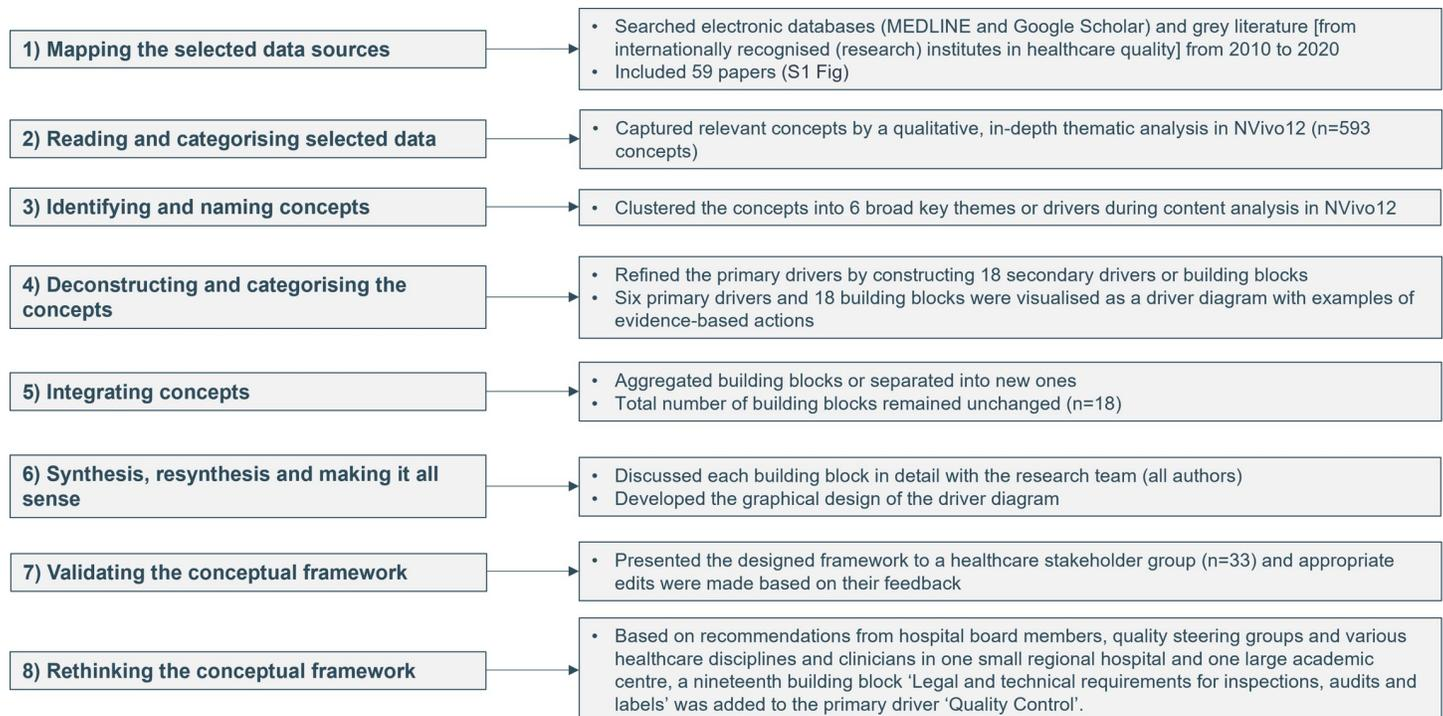 1) Mapping the selected data sources
• Searched electronic databases (MEDLINE and Google Scholar) and grey literature [from
internationally recognised (research) institutes in healthcare quality] from 2010 to 2020
• Included 59 papers (S1 Fig)
2) Reading and categorising selected data
• Captured relevant concepts by a qualitative, in-depth thematic analysis in NVivo12 (n=593
concepts)
3) Identifying and naming concepts
• Clustered the concepts into 6 broad key themes or drivers during content analysis in NVivo12
4) Deconstructing and categorising the
concepts
• Refined the primary drivers by constructing 18 secondary drivers or building blocks
• Six primary drivers and 18 building blocks were visualised as a driver diagram with examples of
evidence-based actions
5) Integrating concepts
• Aggregated building blocks or separated into new ones
• Total number of building blocks remained unchanged (n=18)
6) Synthesis, resynthesis and making it all
sense
• Discussed each building block in detail with the research team (all authors)
• Developed the graphical design of the driver diagram
7) Validating the conceptual framework
• Presented the designed framework to a healthcare stakeholder group (n=33) and appropriate
edits were made based on their feedback
8) Rethinking the conceptual framework
• Based on recommendations from hospital board members, quality steering groups and various
healthcare disciplines and clinicians in one small regional hospital and one large academic
centre, a nineteenth building block ‘Legal and technical requirements for inspections, audits and
labels’ was added to the primary driver ‘Quality Control’.